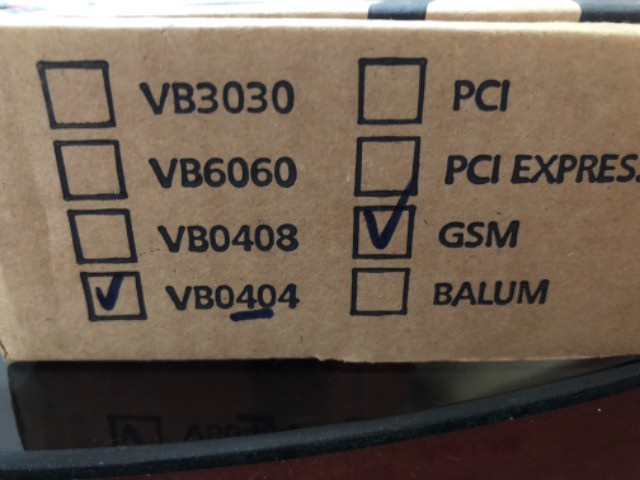 VB3030
VB6060
VB0408
VB0404
PCI
PCI EXPRES
GSM
BALUM